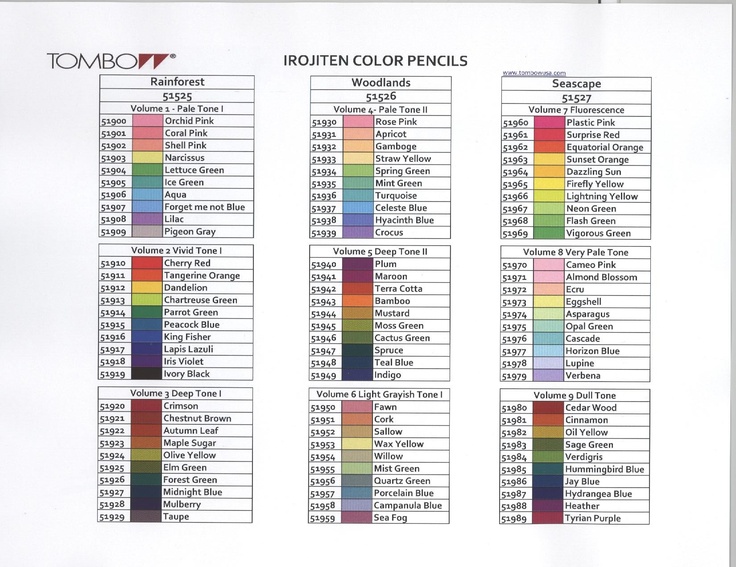 TOMBOW®
IROJITEN COLOR PENCILS
Rainforest
51525
Volume 1 - Pale Tone I
51900 Orchid Pink
51901 Coral Pink
51902 Shell Pink
51903 Narcissus
51904 Lettuce Green
51905 Ice Green
51906 Aqua
51907 Forget me not Blue
51908 Lilac
51909 Pigeon Gray
Volume 2 Vivid Tone I
51910 Cherry Red
51911 Tangerine Orange
51912 Dandelion
51913 Chartreuse Green
51914 Parrot Green
51915 Peacock Blue
51916 King Fisher
51917 Lapis Lazuli
51918 Iris Violet
51919 Ivory Black
Volume 3 Deep Tone I
51920 Crimson
51921 Chestnut Brown
51922 Autumn Leaf
51923 Maple Sugar
51924 Olive Yellow
51925 Elm Green
51926 Forest Green
51927 Midnight Blue
51928 Mulberry
51929 Taupe
Woodlands
51526
Volume 4- Pale Tone II
51930 Rose Pink
51931 Apricot
51932 Gamboge
51933 Straw Yellow
51934 Spring Green
51935 Mint Green
51936 Turquoise
51937 Celeste Blue
51938 Hyacinth Blue
51939 Crocus
Volume 5 Deep Tone II
51940 Plum
51941 Maroon
51942 Terra Cotta
51943 Bamboo
51944 Mustard
51945 Moss Green
51946 Cactus Green
51947 Spruce
51948 Teal Blue
51949 Indigo
Volume 6 Light Grayish Tone I
51950 Fawn
51951 Cork
51952 Sallow
51953 Wax Yellow
51954 Willow
51955 Mist Green
51956 Quartz Green
51957 Porcelain Blue
51958 Campanula Blue
51959 Sea Fog
www.tombowusa.com
Seascape
51527
Volume 7 Fluorescence
51960 Plastic Pink
51961 Surprise Red
51962 Equatorial Orange
51963 Sunset Orange
51964 Dazzling Sun
51965 Firefly Yellow
51966 Lightning Yellow
51967 Neon Green
51968 Flash Green
51969 Vigorous Green
Volume 8 Very Pale Tone
51970 Cameo Pink
51971 Almond Blossom
51972 Ecru
51973 Eggshell
51974 Asparagus
51975 Opal Green
51976 Cascade
51977 Horizon Blue
51978 Lupine
51979 Verbena
Volume 9 Dull Tone
51980 Cedar Wood
51981 Cinnamon
51982 Oil Yellow
51983 Sage Green
51984 Verdigris
51985 Hummingbird Blue
51986 Jay Blue
51987 Hydrangea Blue
51988 Heather
51989 Tyrian Purple